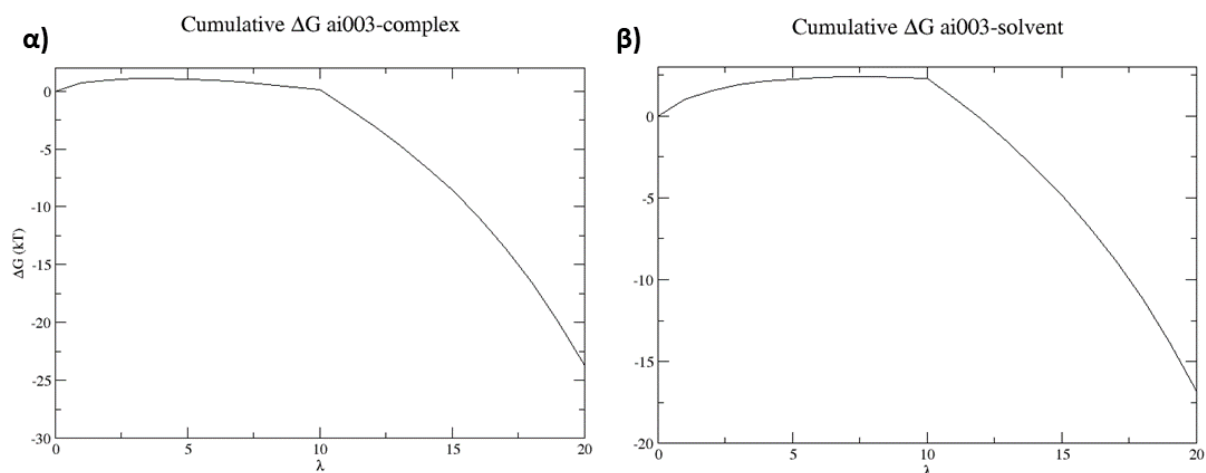 α)
Cumulative ΔG ai003-complex
0
-5
-10
-15
-20
-25
-30
ΔG (kT)
0 5 10 15 20
λ
β)
Cumulative ΔG ai003-solvent
0
-5
-10
-15
-20
0 5 10 15 20
λ